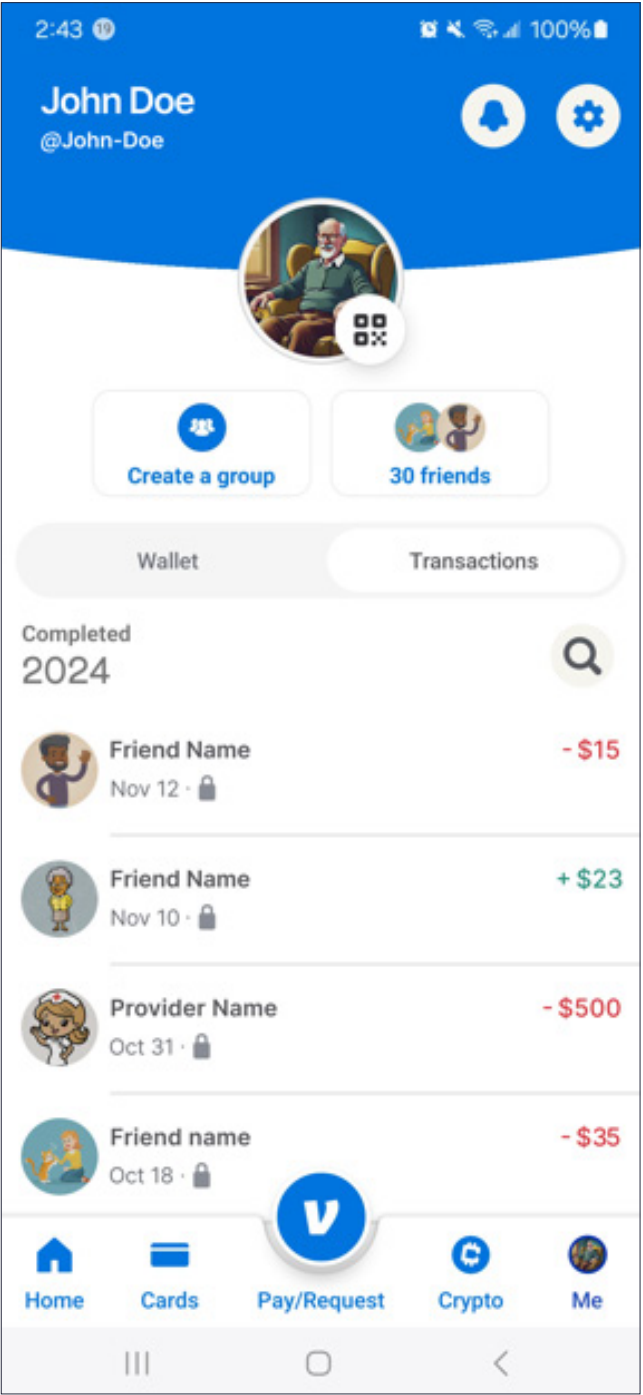 2:43 19 100%
John Doe
@John-Doe
Create a group
30 friends
Wallet Transactions
Completed
2024
Friend Name - $15
Nov 12 ·
Friend Name + $23
Nov 10 ·
Provider Name - $500
Oct 31 ·
Friend name - $35
Oct 18 ·
Home Cards Pay/Request Crypto Me